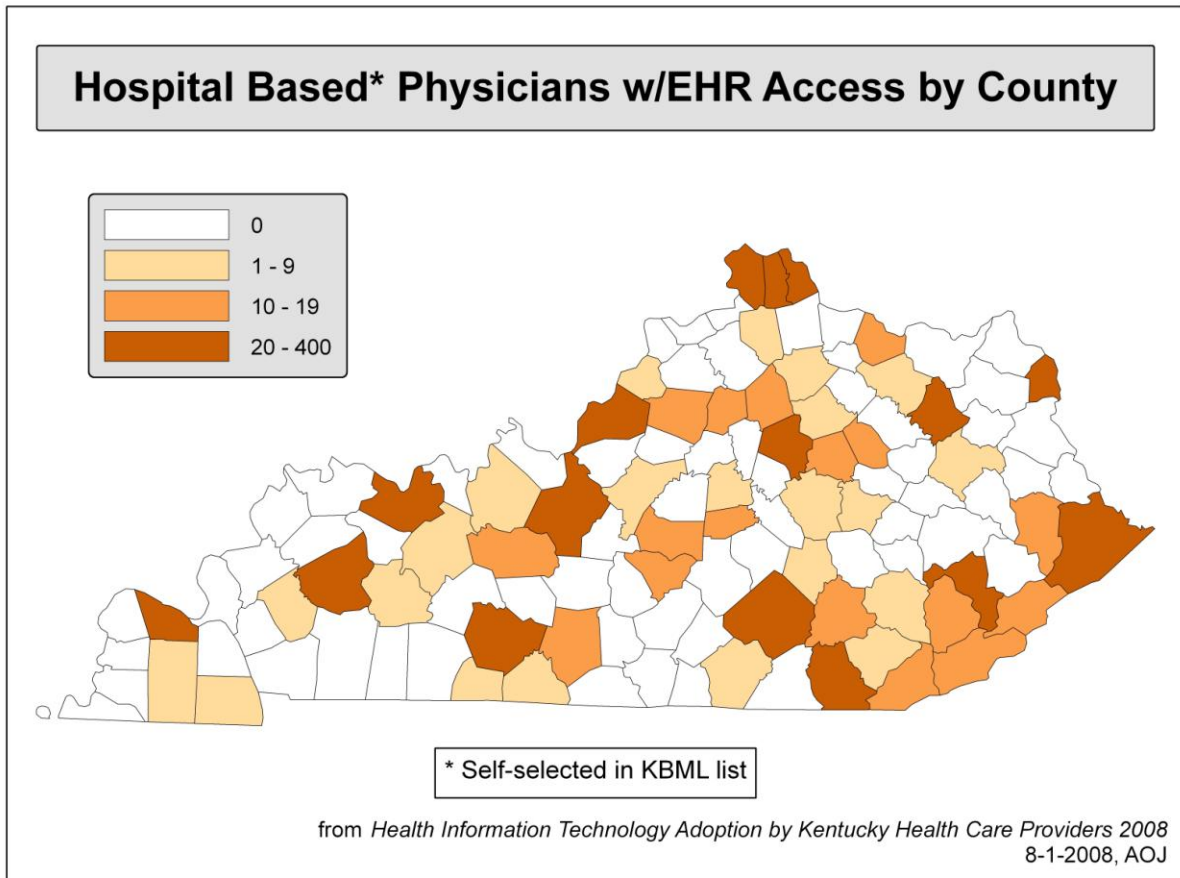 Hospital Based* Physicians w/EHR Access by County
0
1 - 9
10 - 19
20 - 400
* Self-selected in KBML list
from Health Information Technology Adoption by Kentucky Health Care Providers 2008
8-1-2008, AOJ